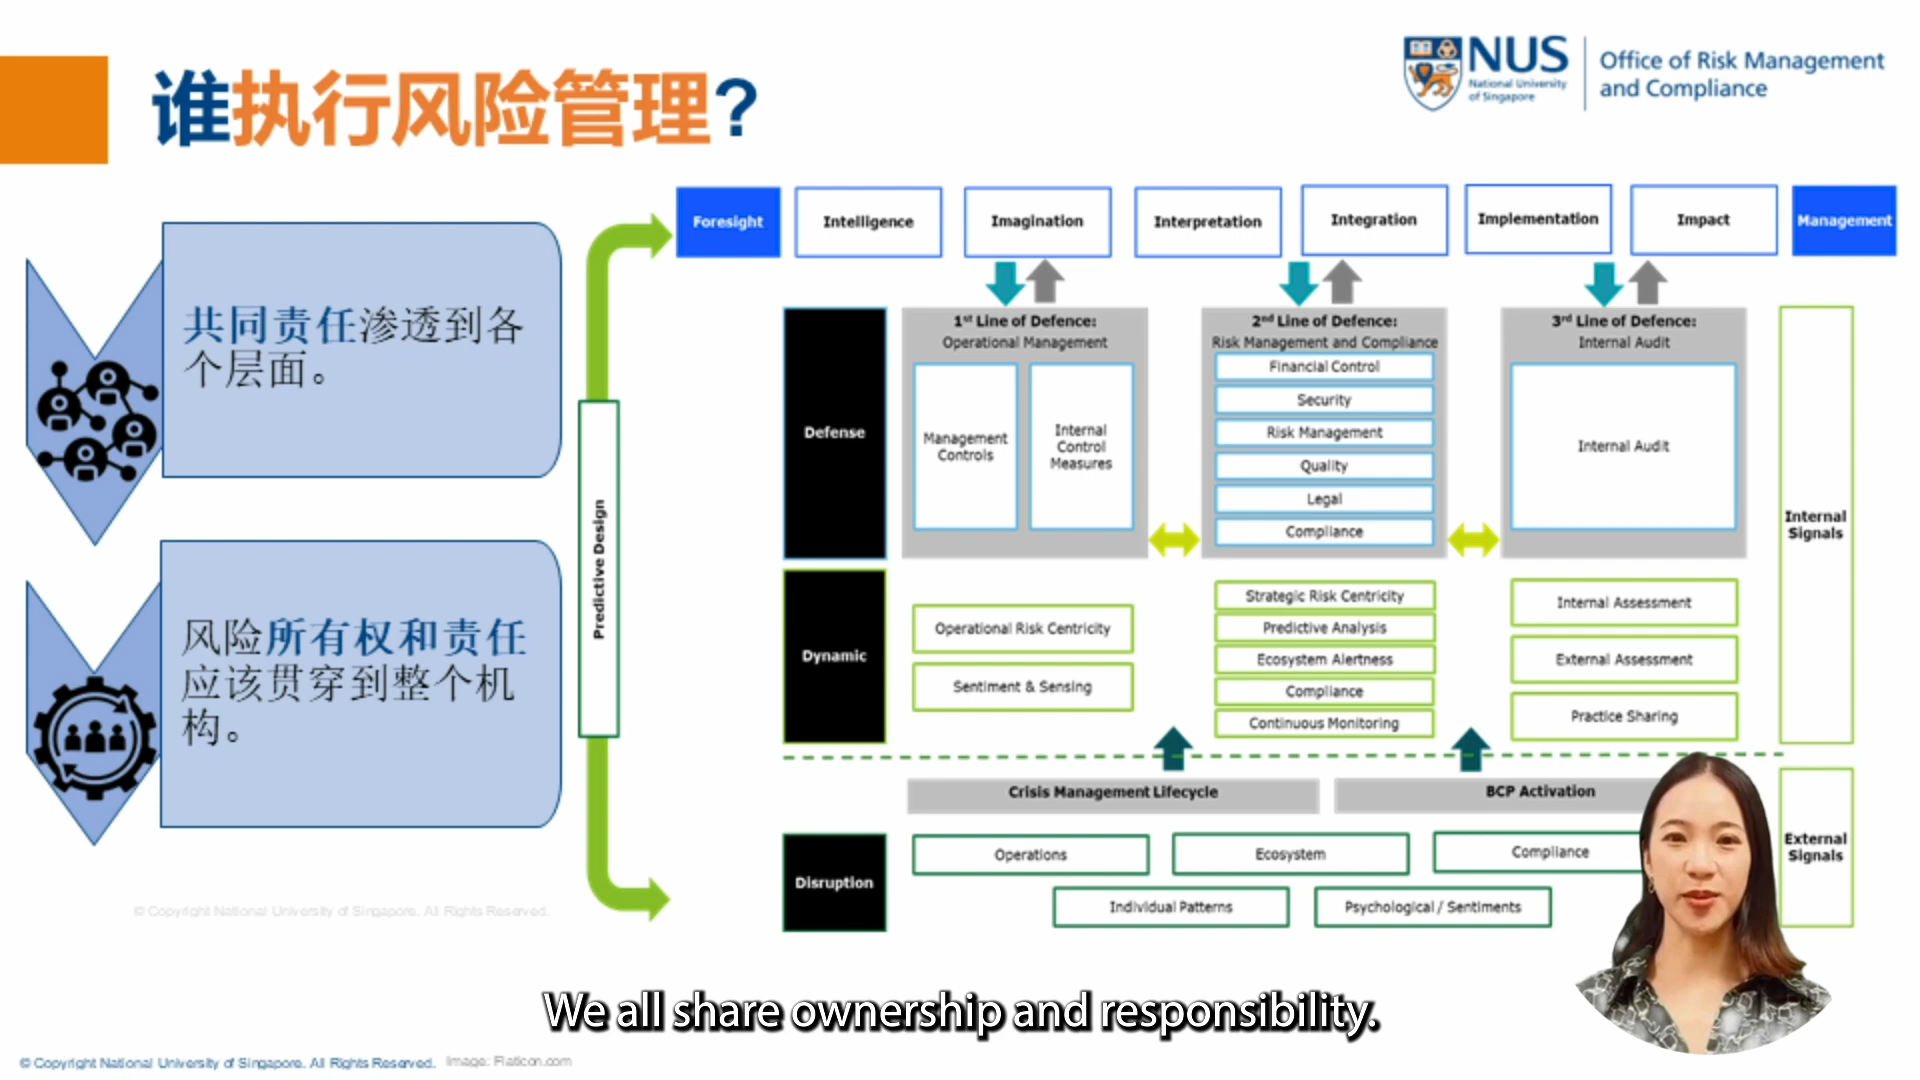 谁执行风险管理?
NUS
National University
of Singapore
Office of Risk Management
and Compliance
共同责任渗透到各
个层面。
风险所有权和责任
应该贯穿到整个机
构。
© Copyright National University of Singapore. All Rights Reserved.
Predictive Design
Foresight
Intelligence
Imagination
Interpretation
Integration
Implementation
Impact
Management
Defense
1st Line of Defence:
Operational Management
Management
Controls
Internal
Control
Measures
2nd Line of Defence:
Risk Management and Compliance
Financial Control
Security
Risk Management
Quality
Legal
Compliance
3rd Line of Defence:
Internal Audit
Internal Audit
Internal
Signals
Dynamic
Operational Risk Centricity
Sentiment & Sensing
Strategic Risk Centricity
Predictive Analysis
Ecosystem Alertness
Compliance
Continuous Monitoring
Internal Assessment
External Assessment
Practice Sharing
Crisis Management Lifecycle
BCP Activation
Disruption
Operations
Ecosystem
Compliance
Individual Patterns
Psychological / Sentiments
External
Signals
We all share ownership and responsibility.
© Copyright National University of Singapore. All Rights Reserved. Image: Flaticon.com